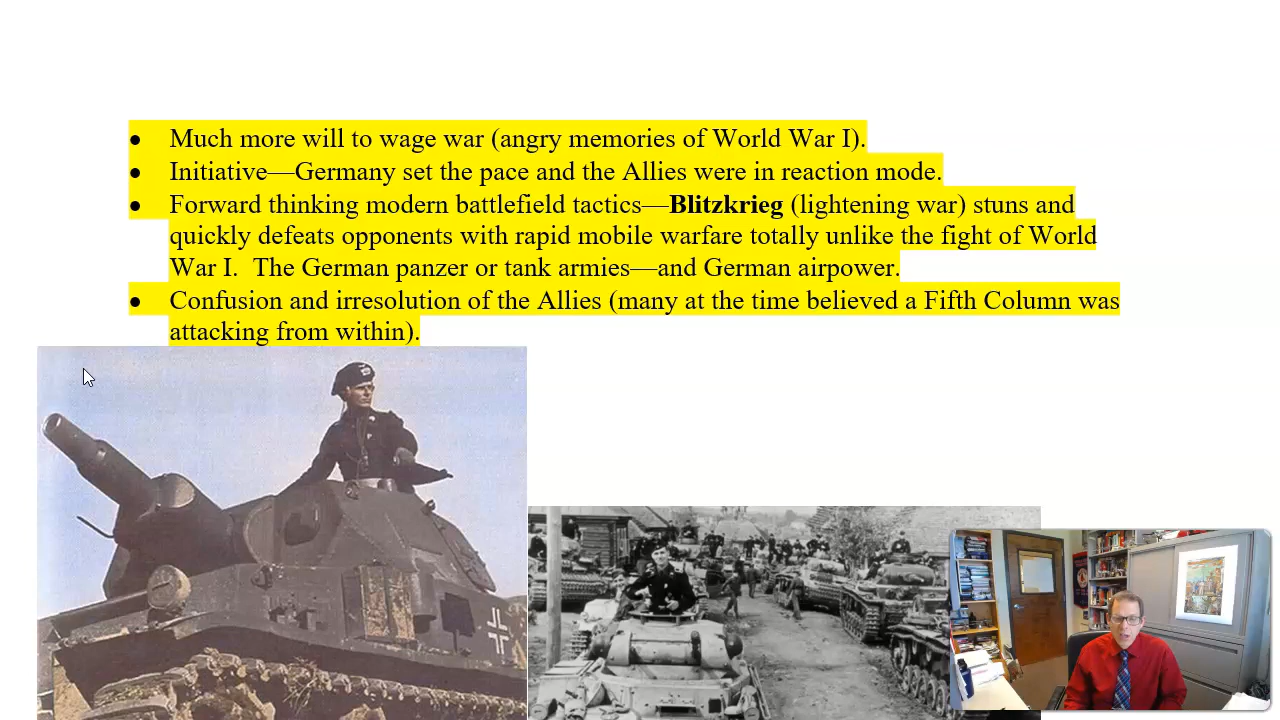 ● Much more will to wage war (angry memories of World War I).
● Initiative—Germany set the pace and the Allies were in reaction mode.
● Forward thinking modern battlefield tactics—Blitzkrieg (lightening war) stuns and
quickly defeats opponents with rapid mobile warfare totally unlike the fight of World
War I.  The German panzer or tank armies—and German airpower.
● Confusion and irresolution of the Allies (many at the time believed a Fifth Column was
attacking from within).